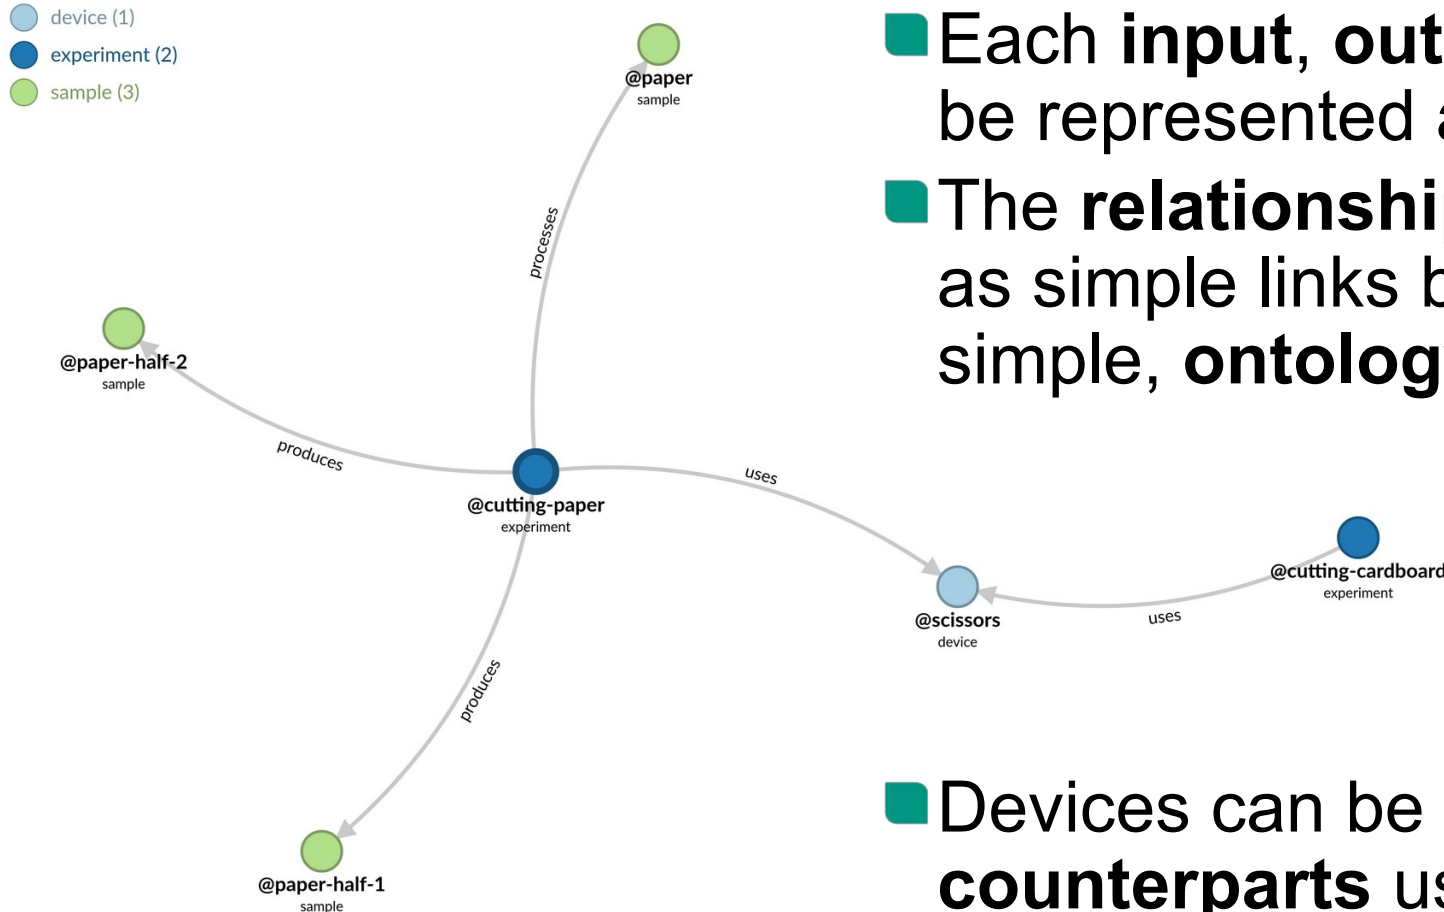 device (1)
experiment (2)
sample (3)
@paper
sample
processes
@paper-half-2
sample
produces
@cutting-paper
experiment
uses
@scissors
device
uses
@cutting-cardboard
experiment
produces
@paper-half-1
sample
Each input, out
be represented
The relationshi
as simple links
simple, ontolog
Devices can be
counterparts us